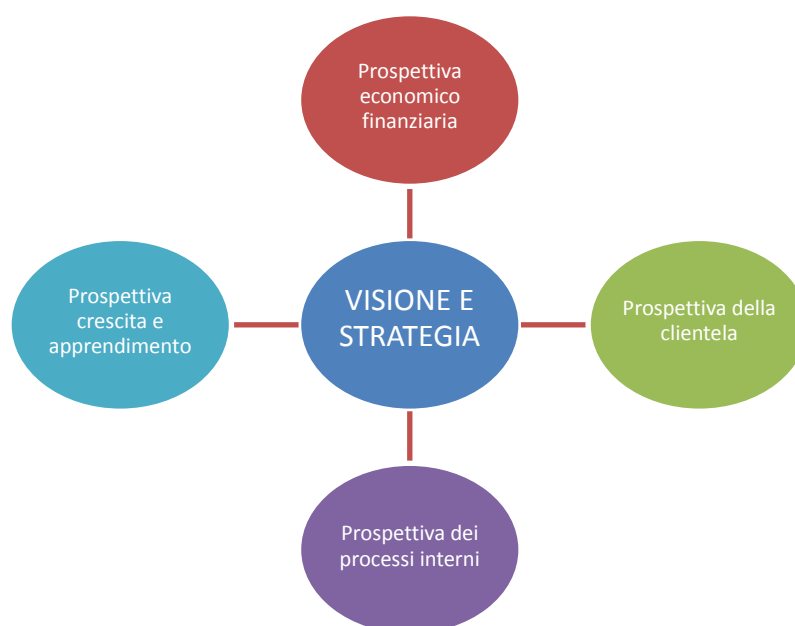 Prospettiva
economico
finanziaria
Prospettiva
crescita e
apprendimento
VISIONE E
STRATEGIA
Prospettiva della
clientela
Prospettiva dei
processi interni